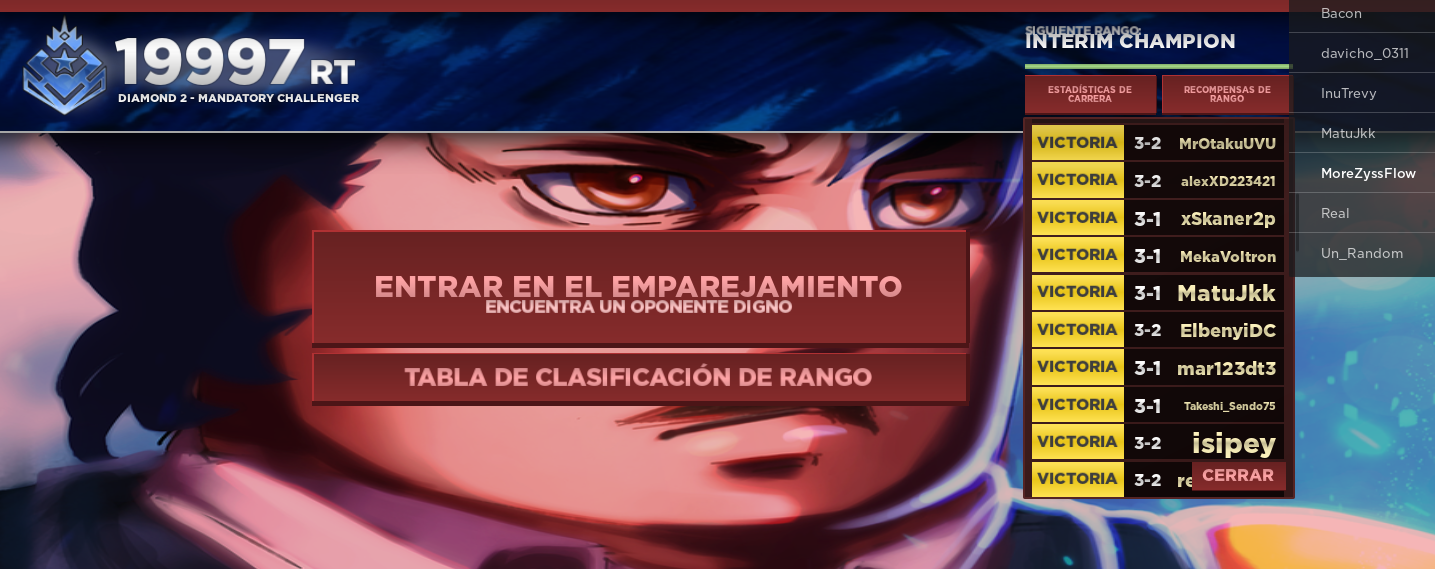 19997 RT
DIAMOND 2 - MANDATORY CHALLENGER
SIGUIENTE RANGO:
INTERIM CHAMPION
ESTADÍSTICAS DE
CARRERA
RECOMPENSAS DE
RANGO
ENTRAR EN EL EMPAREJAMIENTO
ENCUENTRA UN OPONENTE DIGNO
TABLA DE CLASIFICACIÓN DE RANGO
VICTORIA 3-2 MrOtakuUVU
VICTORIA 3-2 alexXD223421
VICTORIA 3-1 xSkaner2p
VICTORIA 3-1 MekaVoltron
VICTORIA 3-1 MatuJkk
VICTORIA 3-2 ElbenyiDC
VICTORIA 3-1 mar123dt3
VICTORIA 3-1 Takeshi_Sendo75
VICTORIA 3-2 isipey
VICTORIA 3-2
CERRAR
Bacon
davicho_0311
InuTrevy
MatuJkk
MoreZyssFlow
Real
Un_Random